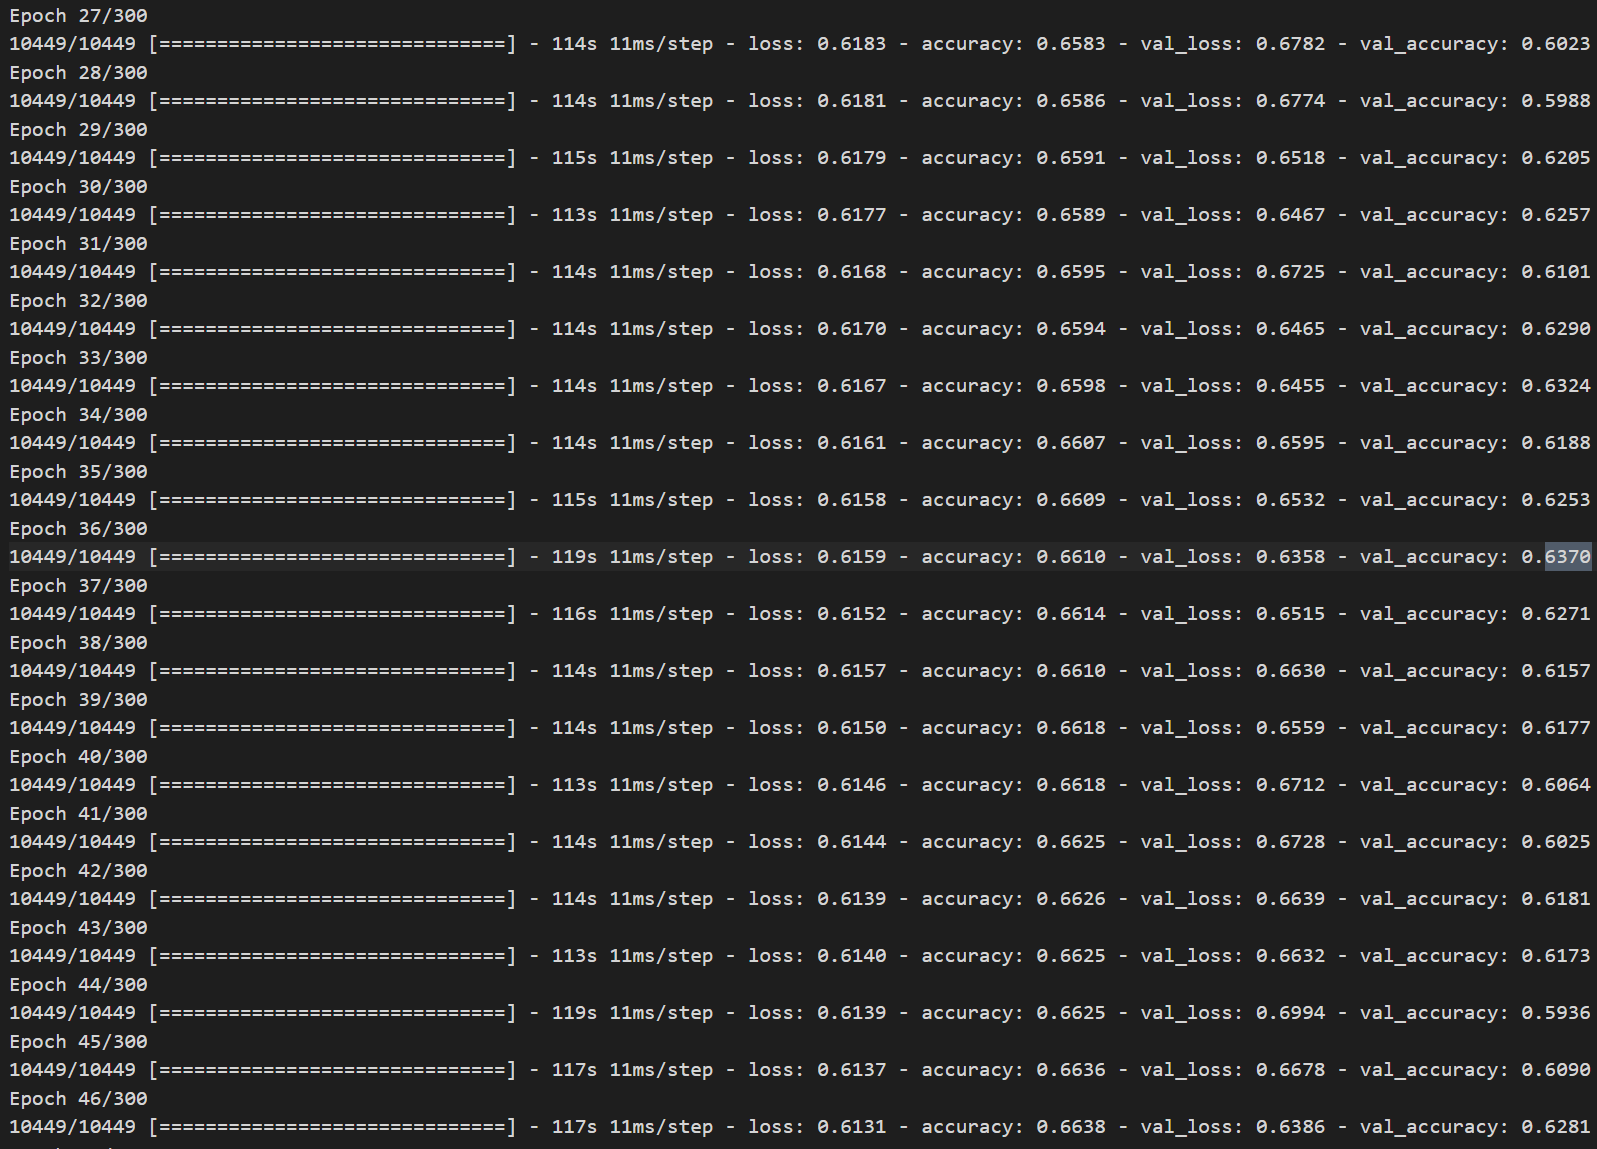 Epoch 27/300
10449/10449 [==============================] - 114s 11ms/step - loss: 0.6183 - accuracy: 0.6583 - val_loss: 0.6782 - val_accuracy: 0.6023
Epoch 28/300
10449/10449 [==============================] - 114s 11ms/step - loss: 0.6181 - accuracy: 0.6586 - val_loss: 0.6774 - val_accuracy: 0.5988
Epoch 29/300
10449/10449 [==============================] - 115s 11ms/step - loss: 0.6179 - accuracy: 0.6591 - val_loss: 0.6518 - val_accuracy: 0.6205
Epoch 30/300
10449/10449 [==============================] - 113s 11ms/step - loss: 0.6177 - accuracy: 0.6589 - val_loss: 0.6467 - val_accuracy: 0.6257
Epoch 31/300
10449/10449 [==============================] - 114s 11ms/step - loss: 0.6168 - accuracy: 0.6595 - val_loss: 0.6725 - val_accuracy: 0.6101
Epoch 32/300
10449/10449 [==============================] - 114s 11ms/step - loss: 0.6170 - accuracy: 0.6594 - val_loss: 0.6465 - val_accuracy: 0.6290
Epoch 33/300
10449/10449 [==============================] - 114s 11ms/step - loss: 0.6167 - accuracy: 0.6598 - val_loss: 0.6455 - val_accuracy: 0.6324
Epoch 34/300
10449/10449 [==============================] - 114s 11ms/step - loss: 0.6161 - accuracy: 0.6607 - val_loss: 0.6595 - val_accuracy: 0.6188
Epoch 35/300
10449/10449 [==============================] - 115s 11ms/step - loss: 0.6158 - accuracy: 0.6609 - val_loss: 0.6532 - val_accuracy: 0.6253
Epoch 36/300
10449/10449 [==============================] - 119s 11ms/step - loss: 0.6159 - accuracy: 0.6610 - val_loss: 0.6358 - val_accuracy: 0.6370
Epoch 37/300
10449/10449 [==============================] - 116s 11ms/step - loss: 0.6152 - accuracy: 0.6614 - val_loss: 0.6515 - val_accuracy: 0.6271
Epoch 38/300
10449/10449 [==============================] - 114s 11ms/step - loss: 0.6157 - accuracy: 0.6610 - val_loss: 0.6630 - val_accuracy: 0.6157
Epoch 39/300
10449/10449 [==============================] - 114s 11ms/step - loss: 0.6150 - accuracy: 0.6618 - val_loss: 0.6559 - val_accuracy: 0.6177
Epoch 40/300
10449/10449 [==============================] - 113s 11ms/step - loss: 0.6146 - accuracy: 0.6618 - val_loss: 0.6712 - val_accuracy: 0.6064
Epoch 41/300
10449/10449 [==============================] - 114s 11ms/step - loss: 0.6144 - accuracy: 0.6625 - val_loss: 0.6728 - val_accuracy: 0.6025
Epoch 42/300
10449/10449 [==============================] - 114s 11ms/step - loss: 0.6139 - accuracy: 0.6626 - val_loss: 0.6639 - val_accuracy: 0.6181
Epoch 43/300
10449/10449 [==============================] - 113s 11ms/step - loss: 0.6140 - accuracy: 0.6625 - val_loss: 0.6632 - val_accuracy: 0.6173
Epoch 44/300
10449/10449 [==============================] - 119s 11ms/step - loss: 0.6139 - accuracy: 0.6625 - val_loss: 0.6994 - val_accuracy: 0.5936
Epoch 45/300
10449/10449 [==============================] - 117s 11ms/step - loss: 0.6137 - accuracy: 0.6636 - val_loss: 0.6678 - val_accuracy: 0.6090
Epoch 46/300
10449/10449 [==============================] - 117s 11ms/step - loss: 0.6131 - accuracy: 0.6638 - val_loss: 0.6386 - val_accuracy: 0.6281